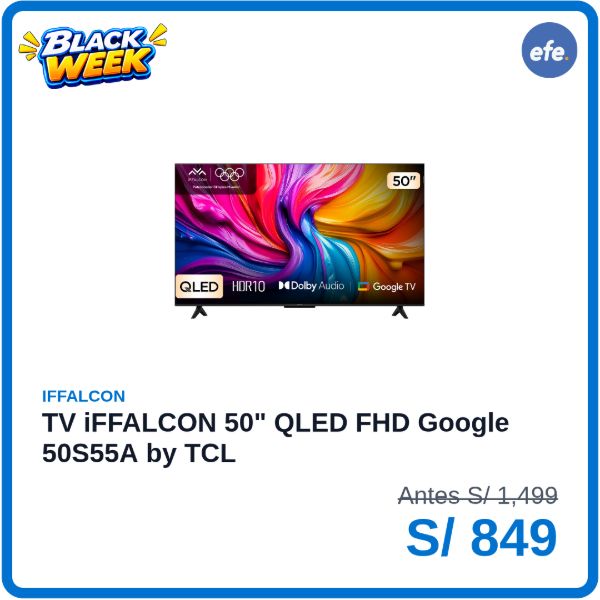 BLACK
WEEK
efe.
iFFALCON
50"
QLED
HDR10
Dolby Audio
Google TV
IFFALCON
TV iFFALCON 50" QLED FHD Google
50S55A by TCL
Antes S/ 1,499
S/ 849